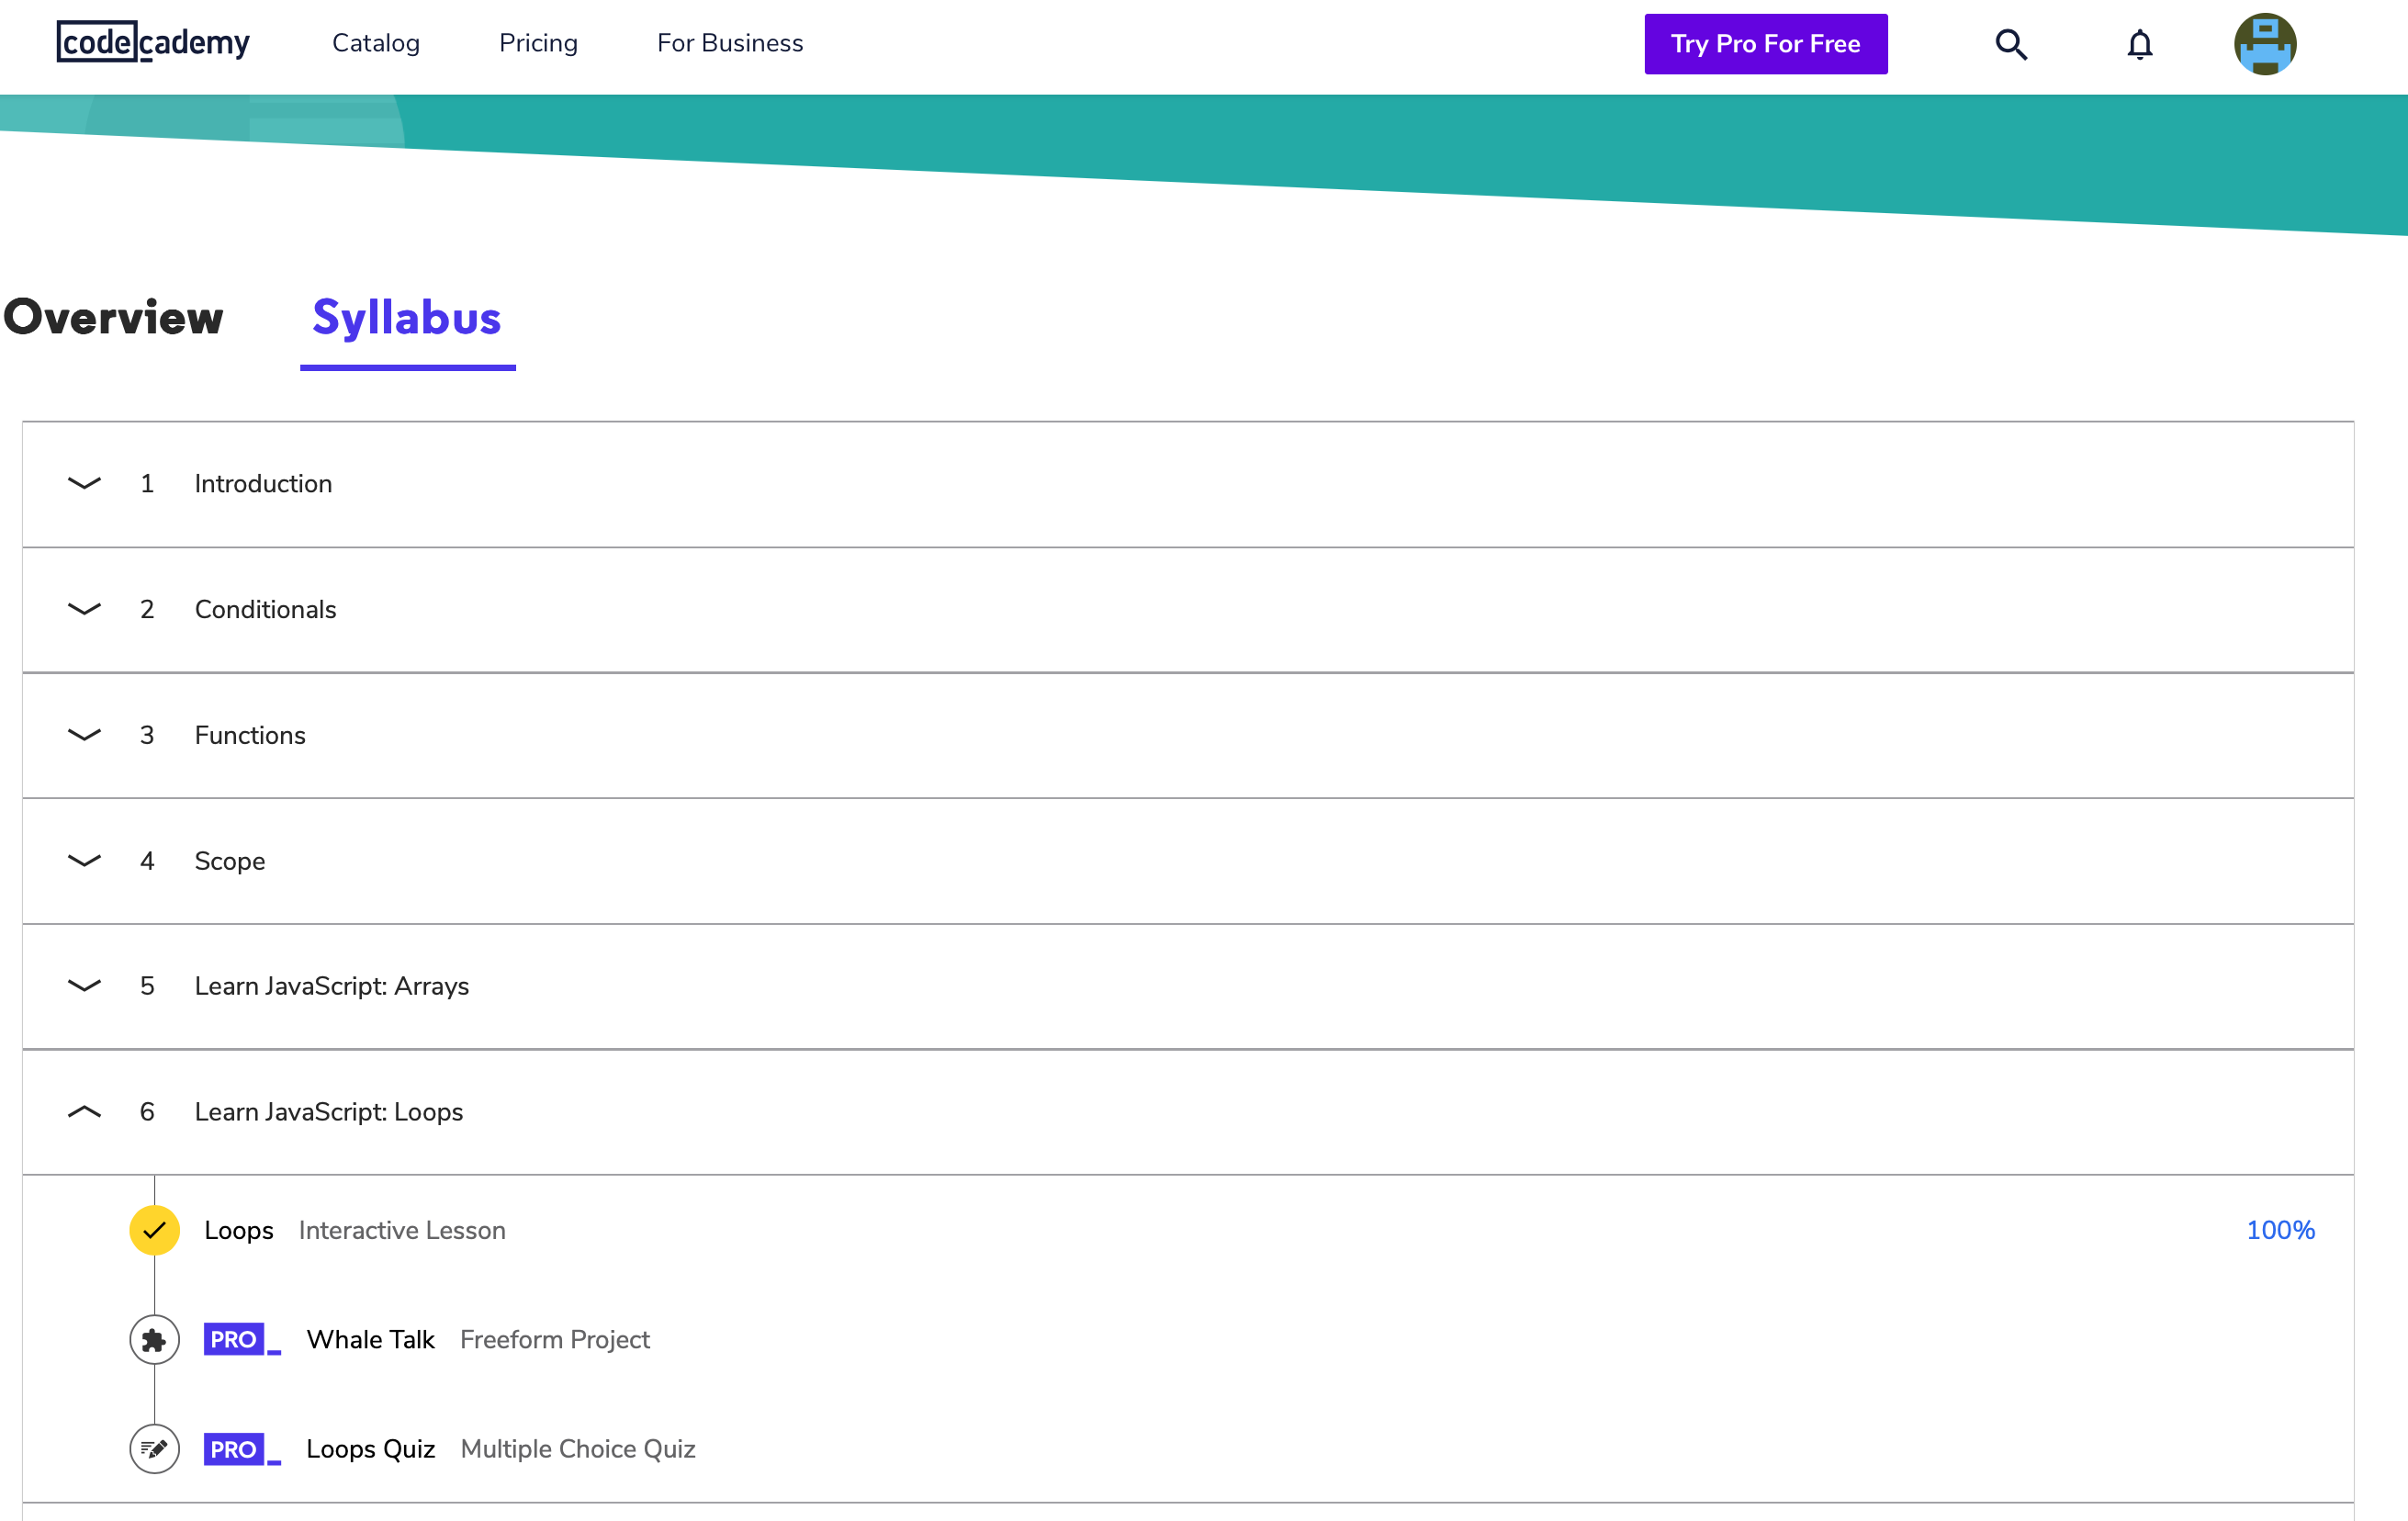 codecademy Catalog Pricing For Business Try Pro For Free
Overview Syllabus
1 Introduction
2 Conditionals
3 Functions
4 Scope
5 Learn JavaScript: Arrays
6 Learn JavaScript: Loops
Loops Interactive Lesson 100%
PRO_ Whale Talk Freeform Project
PRO_ Loops Quiz Multiple Choice Quiz